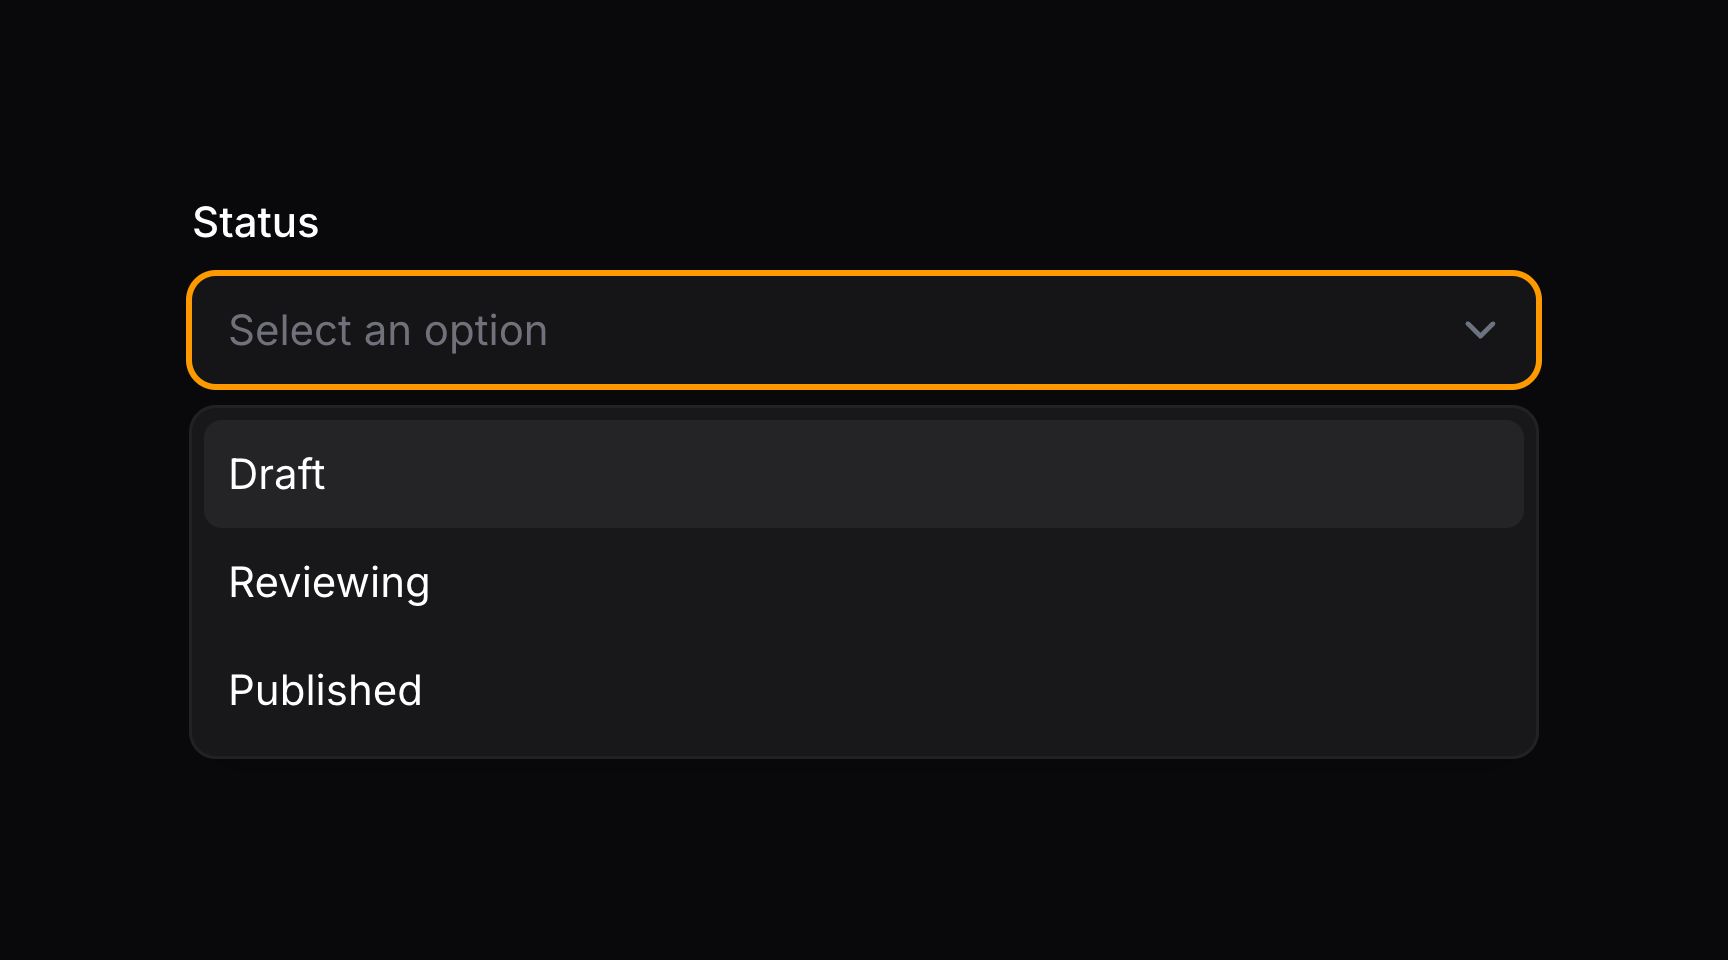 Status
Select an option
Draft
Reviewing
Published